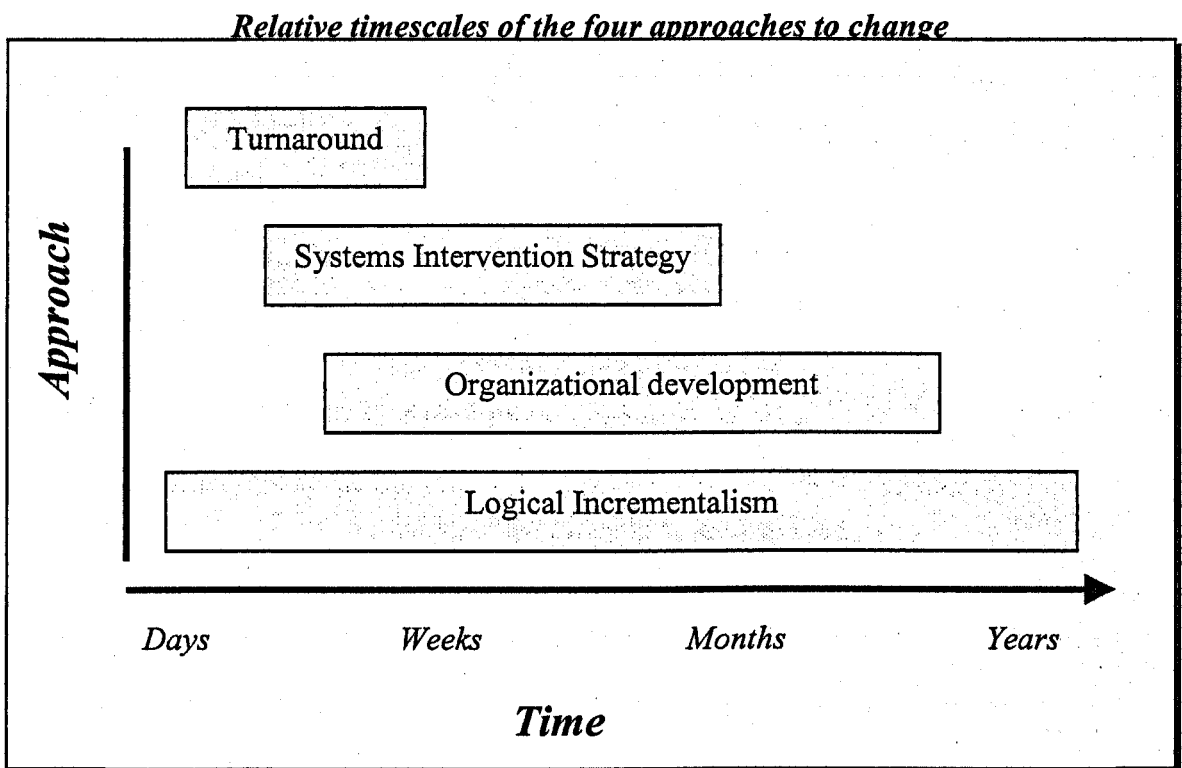 Relative timescales of the four approaches to change
Turnaround
Systems Intervention Strategy
Organizational development
Logical Incrementalism
Approach
Days Weeks Months Years
Time